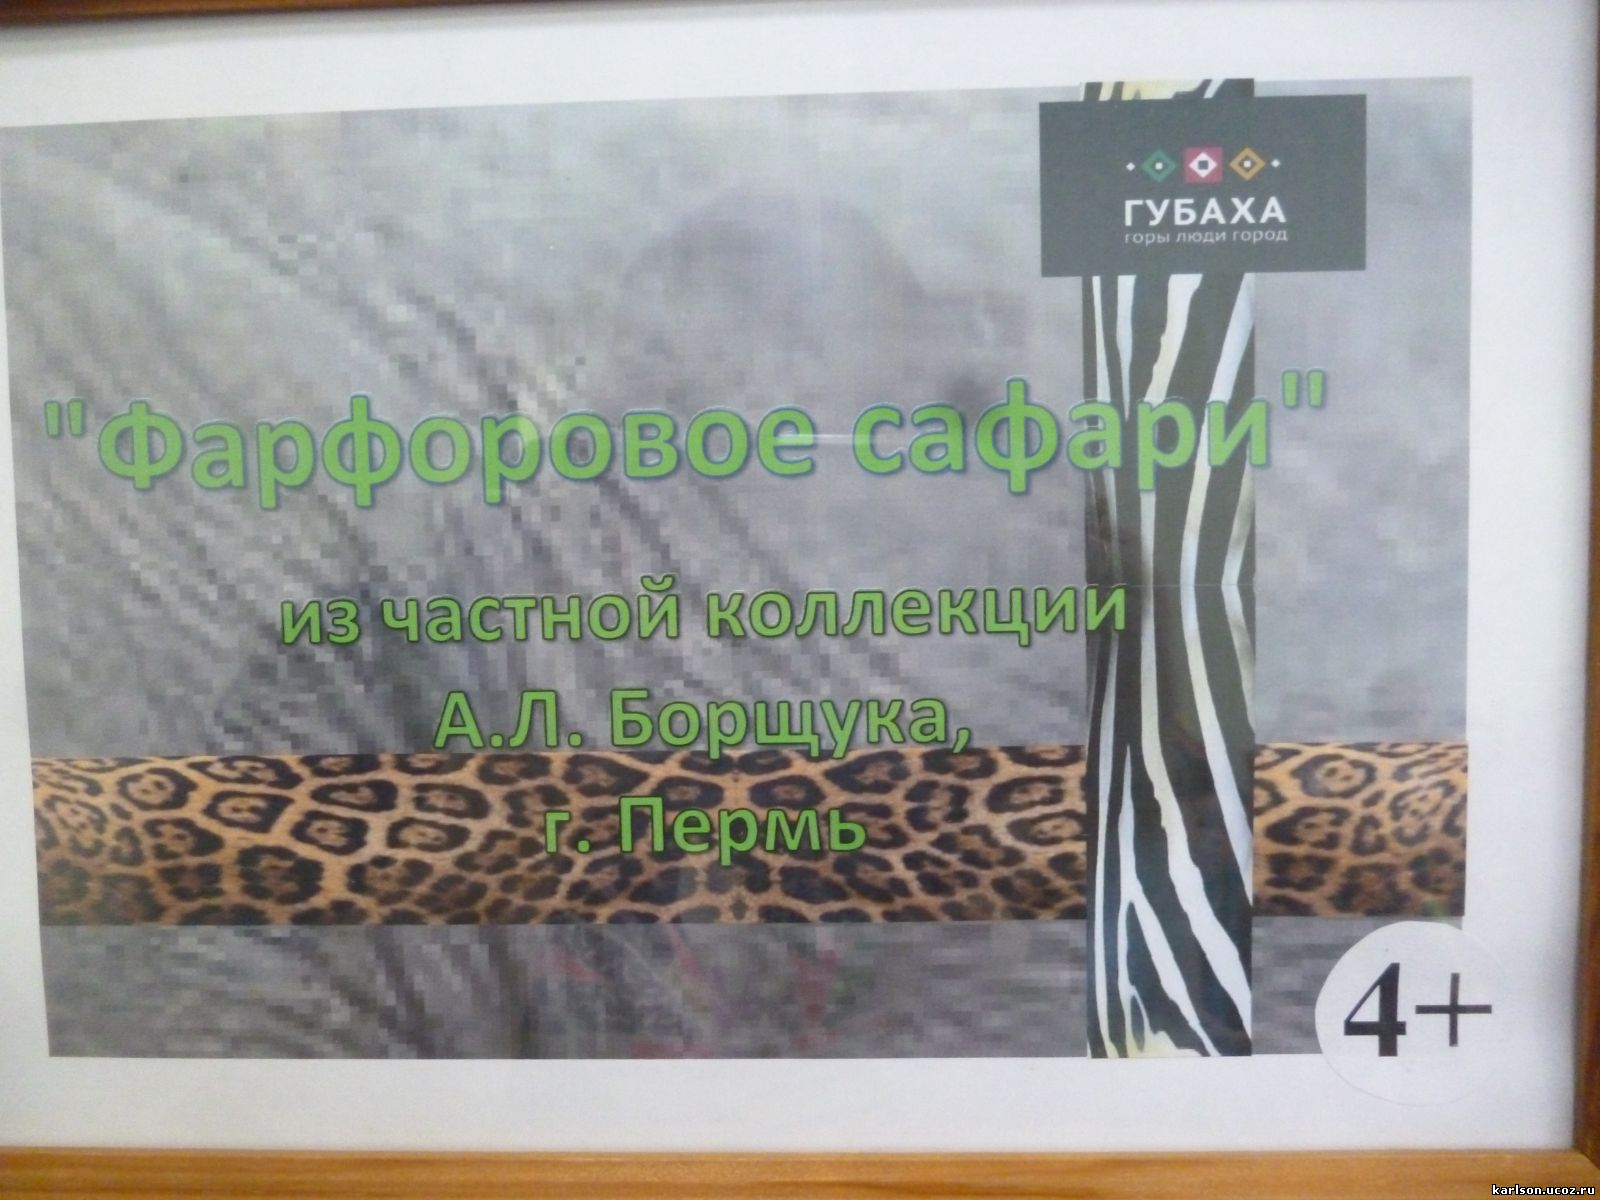 ГУБАХА
горы люди город
"Фарфоровое сафари"
из частной коллекции
А.Л. Борщука,
г. Пермь
4+
karlson.ucoz.ru